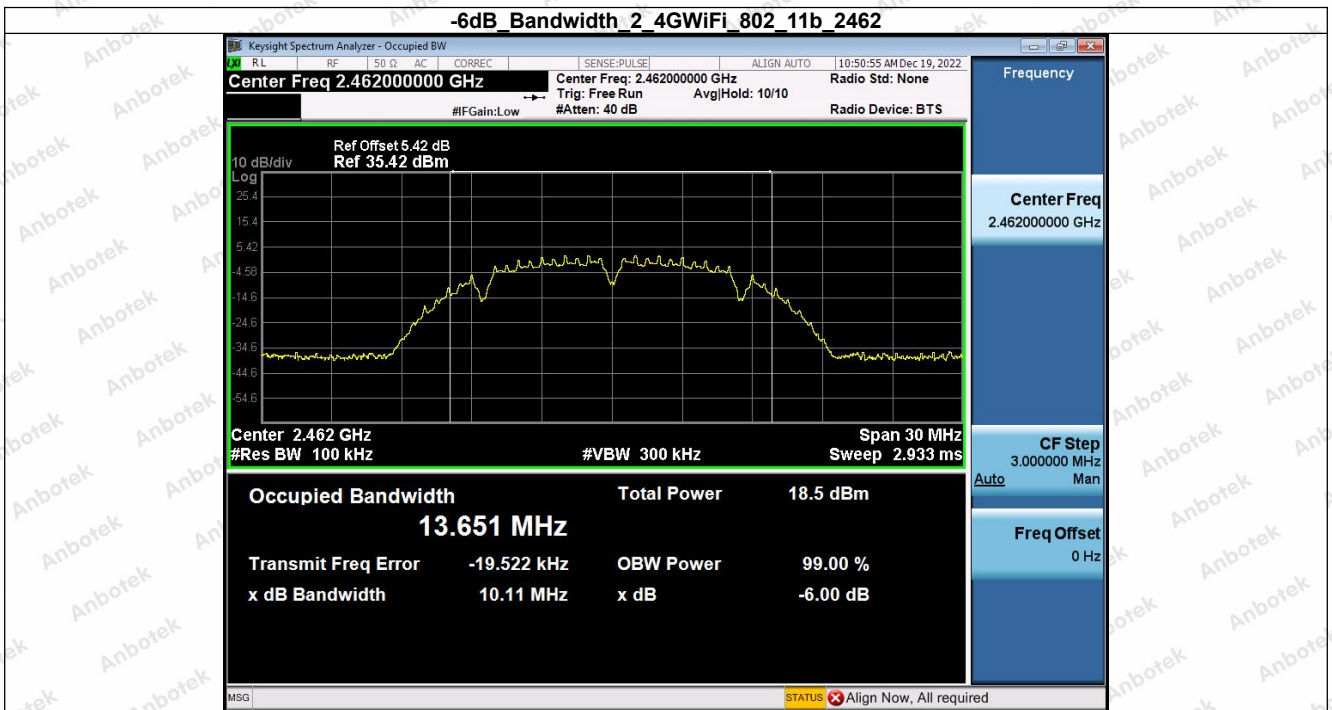 -6dB_Bandwidth_2_4GWiFi_802_11b_2462
Keysight Spectrum Analyzer - Occupied BW
LXI RL RF 50 Ω AC CORREC SENSE:PULSE ALIGN AUTO 10:50:55 AM Dec 19, 2022
Center Freq 2.462000000 GHz
Center Freq: 2.462000000 GHz
Radio Std: None
Trig: Free Run Avg|Hold: 10/10
#IFGain:Low
#Atten: 40 dB
Radio Device: BTS
Frequency
Ref Offset 5.42 dB
10 dB/div Ref 35.42 dBm
Log
25.4
15.4
5.42
-4.58
-14.6
-24.6
-34.6
-44.6
-54.6
Center Freq
2.462000000 GHz
Center 2.462 GHz
Span 30 MHz
#Res BW 100 kHz
#VBW 300 kHz
Sweep 2.933 ms
CF Step
3.000000 MHz
Auto Man
Occupied Bandwidth
Total Power 18.5 dBm
13.651 MHz
Freq Offset
0 Hz
Transmit Freq Error -19.522 kHz
OBW Power 99.00 %
x dB Bandwidth 10.11 MHz
x dB -6.00 dB
MSG
STATUS Align Now, All required
Anbotek